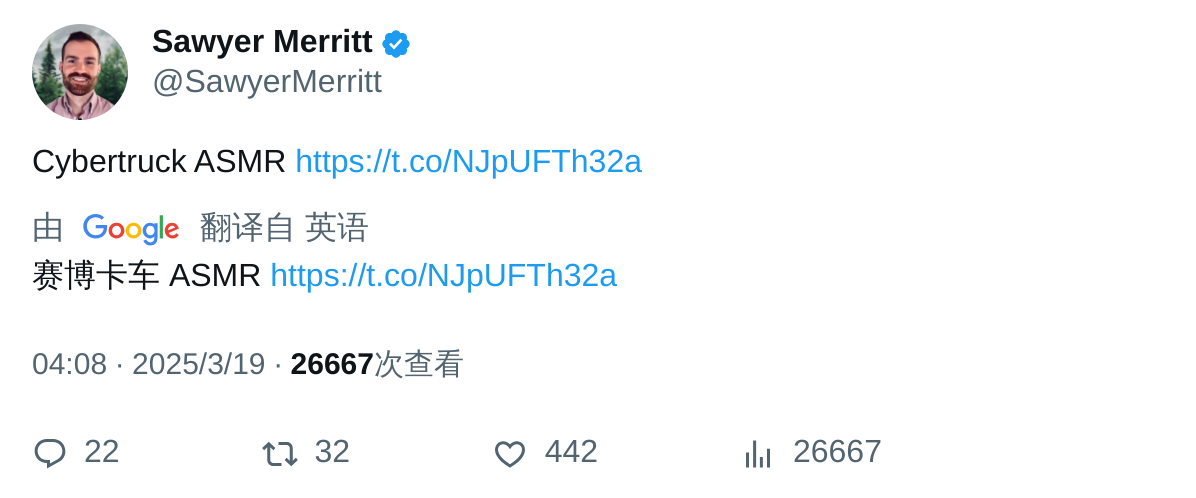 Sawyer Merritt
@SawyerMerritt
Cybertruck ASMR https://t.co/NJpUFTh32a
由 Google 翻译自 英语
赛博卡车 ASMR https://t.co/NJpUFTh32a
04:08 · 2025/3/19 · 26667次查看
22 32 442 26667